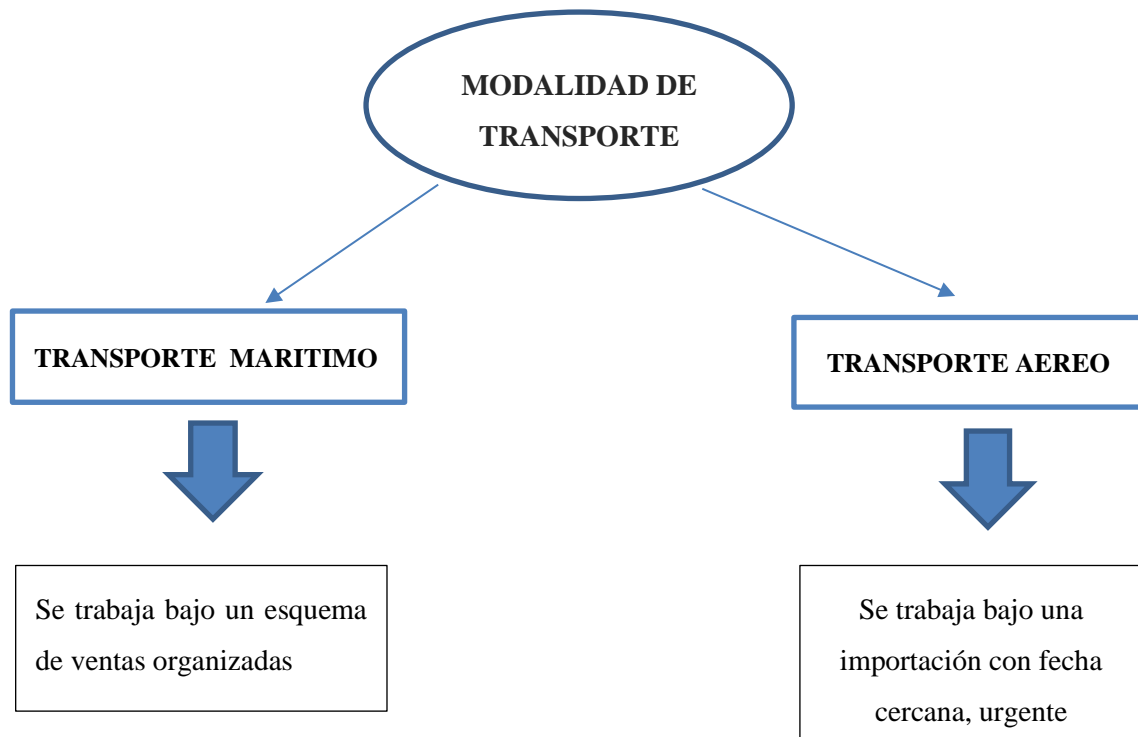 MODALIDAD DE
TRANSPORTE
TRANSPORTE MARITIMO
TRANSPORTE AEREO
Se trabaja bajo un esquema
de ventas organizadas
Se trabaja bajo una
importación con fecha
cercana, urgente